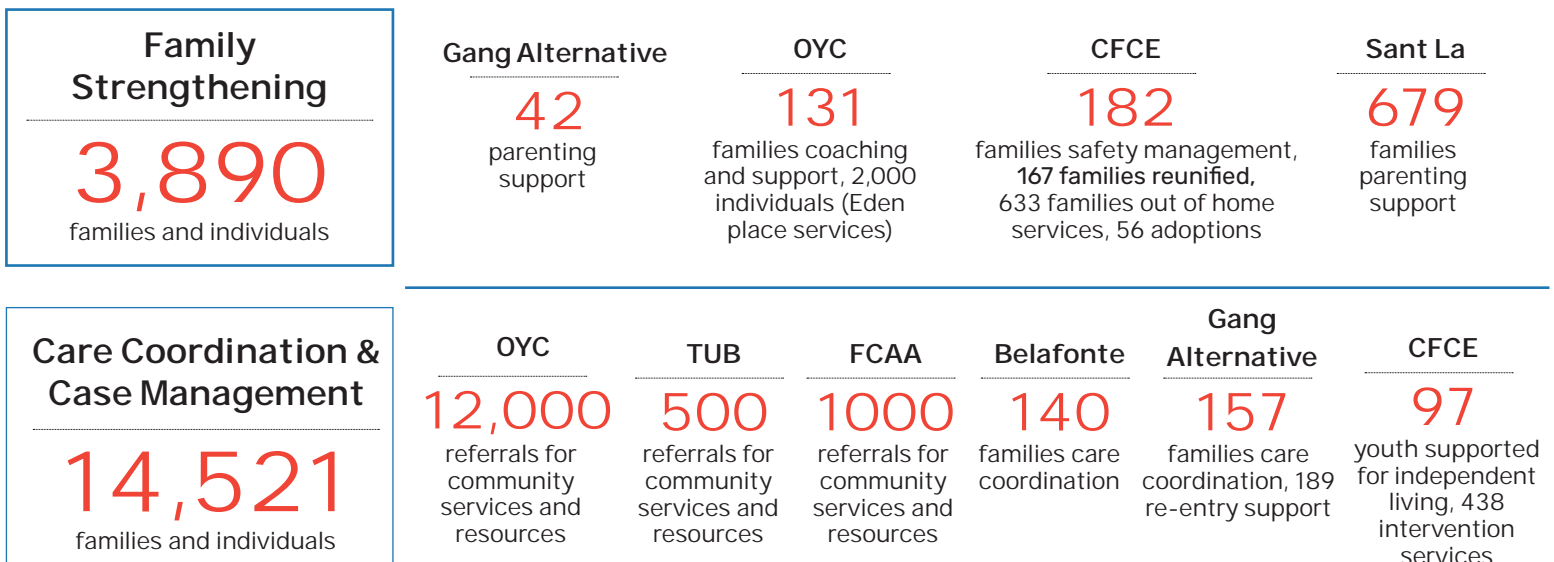 Family
Strengthening
3,890
families and individuals
Gang Alternative
42
parenting
support
OYC
131
families coaching
and support, 2,000
individuals (Eden
place services)
CFCE
182
families safety management,
167 families reunified,
633 families out of home
services, 56 adoptions
Sant La
679
families
parenting
support
Care Coordination &
Case Management
14,521
families and individuals
OYC
12,000
referrals for
community
services and
resources
TUB
500
referrals for
community
services and
resources
FCAA
1000
referrals for
community
services and
resources
Belafonte
140
families care
coordination
Gang
Alternative
157
families care
coordination, 189
re-entry support
CFCE
97
youth supported
for independent
living, 438
intervention
services